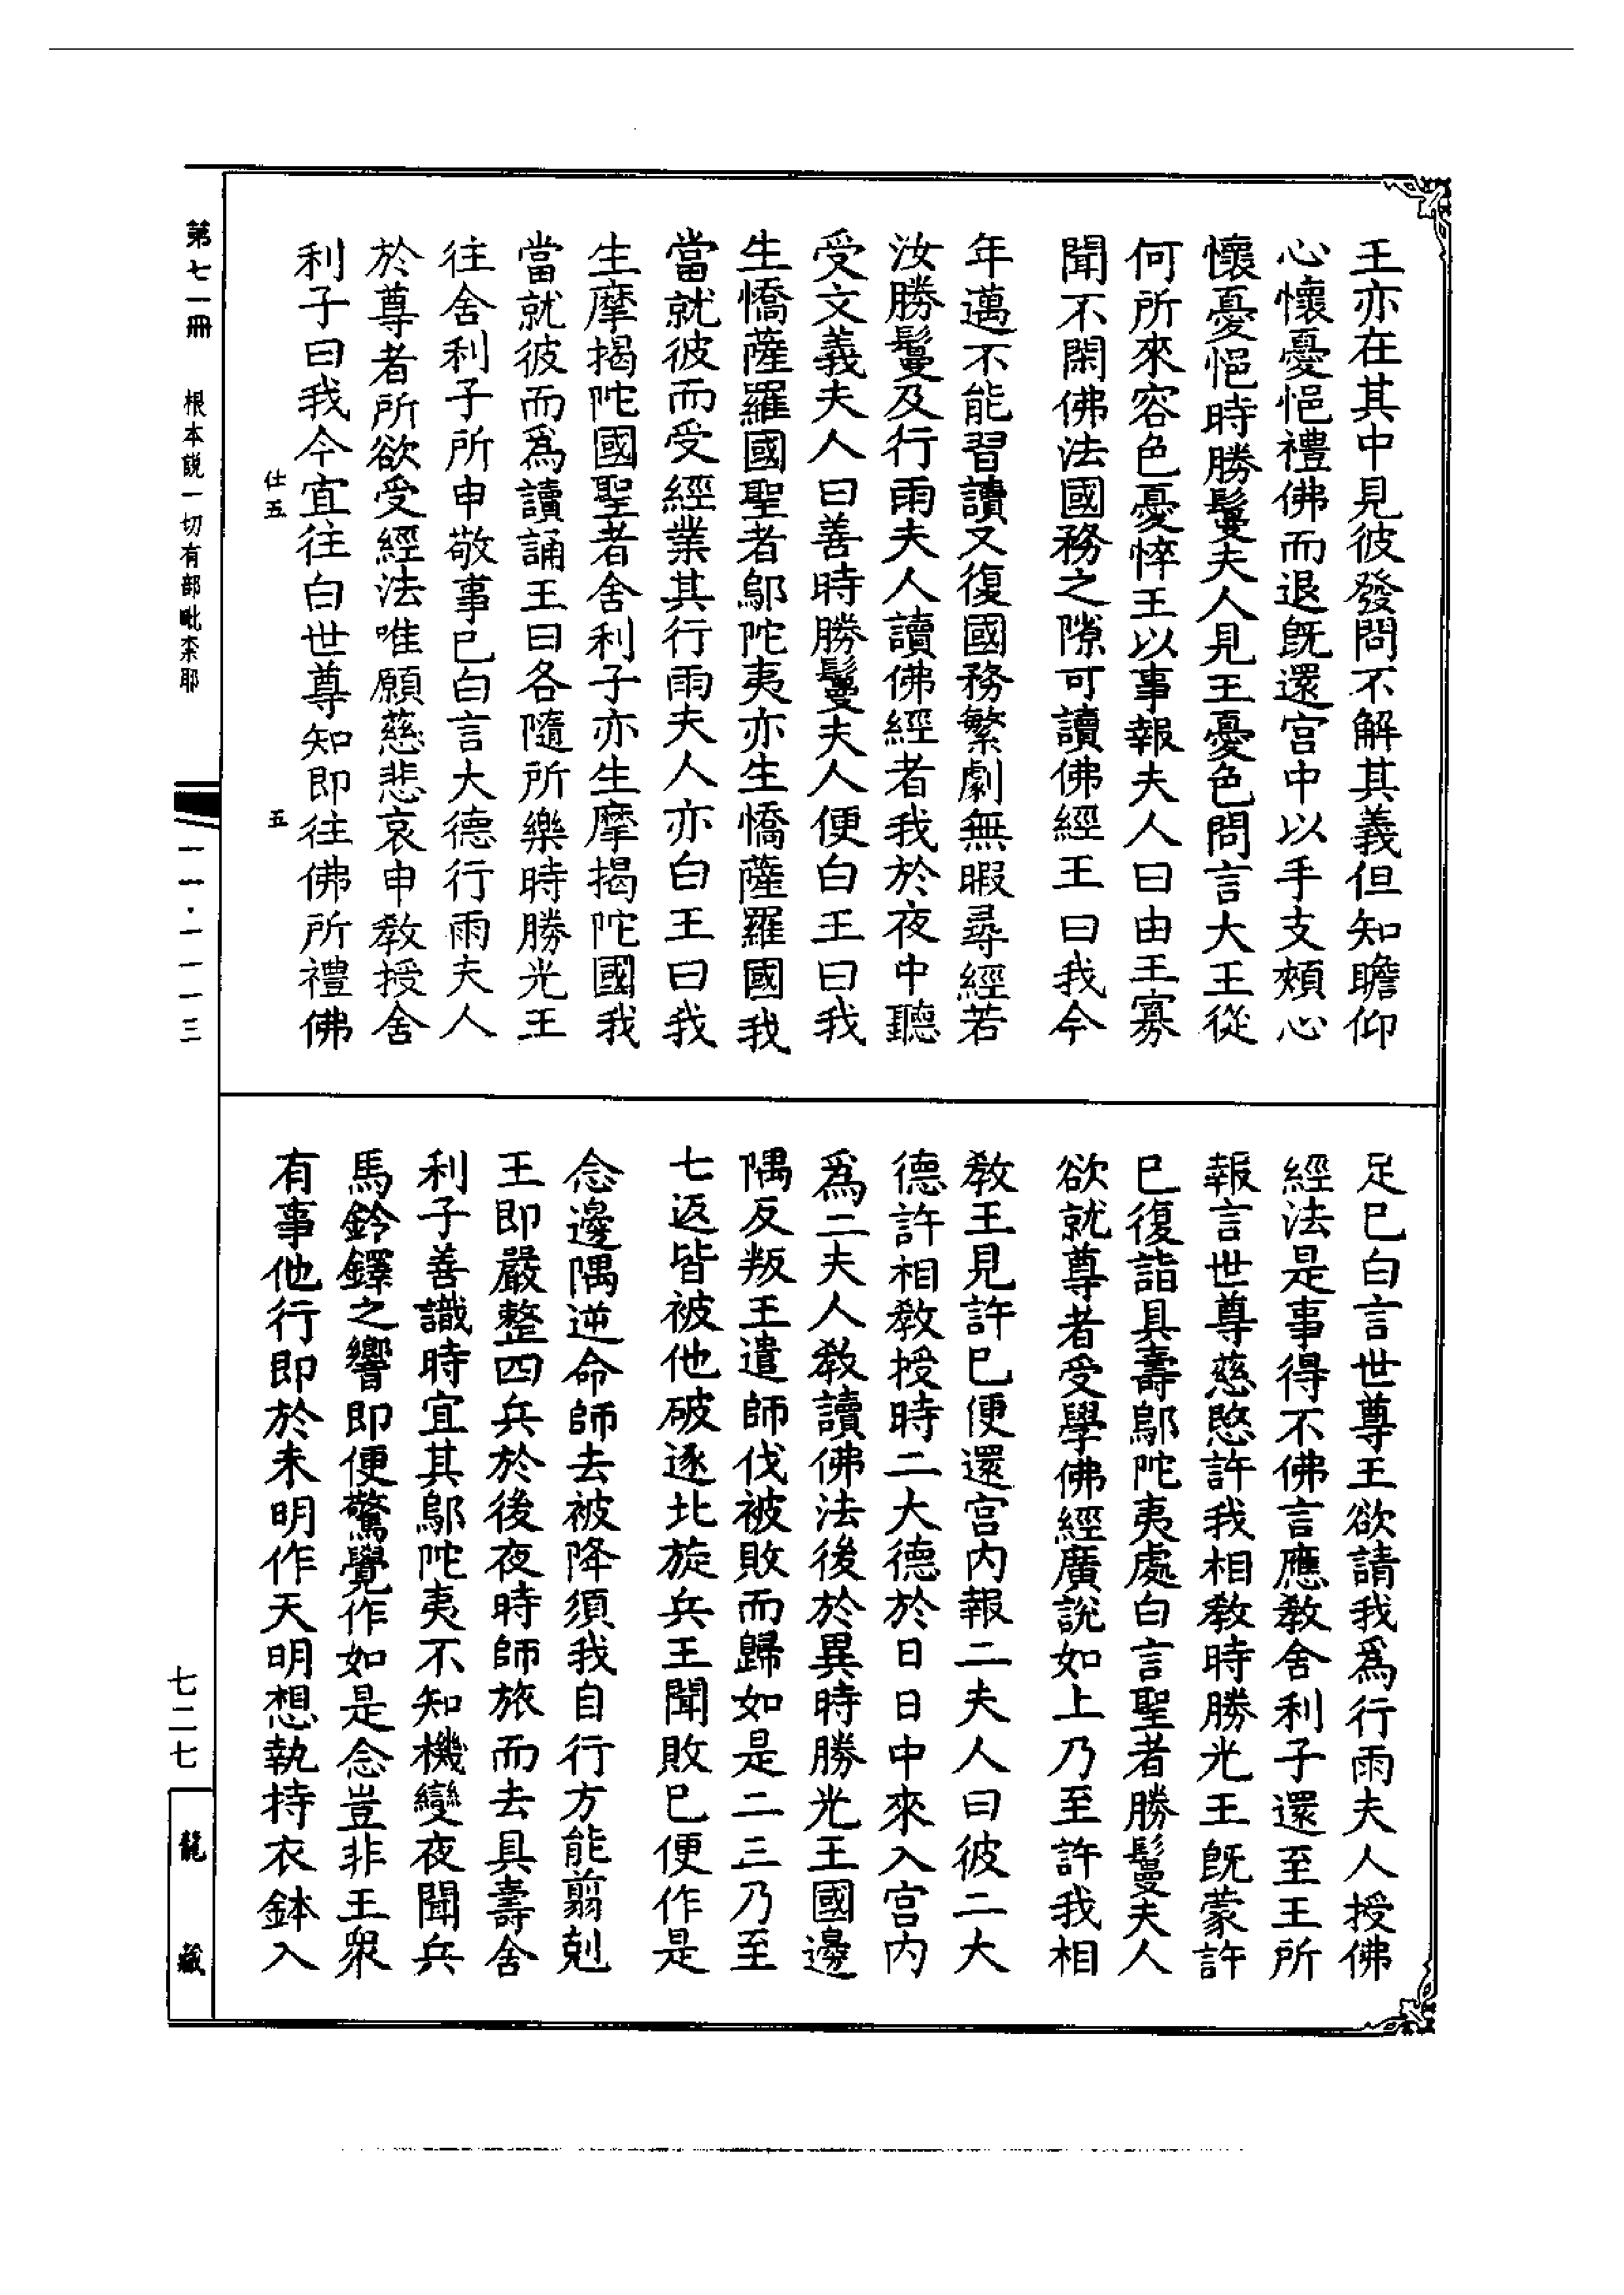 王亦在其中見彼發問不解其義但知瞻仰
心懷憂悒禮佛而退旣還宮中以手支頰心
懷憂悒時勝鬘夫人見王憂色問言大王從
何所來容色憂悴王以事報夫人曰由王寡
聞不閑佛法國務之隙可讀佛經王曰我今
年邁不能習讀又復國務繁劇無暇尋經若
汝勝鬘及行雨夫人讀佛經者我於夜中聽
受文義夫人曰善時勝鬘夫人便白王曰我
生憍薩羅國聖者鄔陀夷亦生憍薩羅國我
當就彼而受經業其行雨夫人亦白王曰我
生摩揭陀國聖者舍利子亦生摩揭陀國我
當就彼而爲讀誦王曰各隨所樂時勝光王
往舍利子所申敬事已白言大德行雨夫人
於尊者所欲受經法唯願慈悲哀申敎授舍
利子曰我今宜往白世尊知即往佛所禮佛
仕五 五
足已白言世尊王欲請我爲行雨夫人授佛
經法是事得不佛言應敎舍利子還至王所
報言世尊慈愍許我相敎時勝光王旣蒙許
已復詣具壽鄔陀夷處白言聖者勝鬘夫人
欲就尊者受學佛經廣說如上乃至許我相
敎王見許已便還宮內報二夫人曰彼二大
德許相敎授時二大德於日日中來入宮內
爲二夫人敎讀佛法後於異時勝光王國邊
隅反叛王遣師伐被敗而歸如是二三乃至
七返皆被他破逐北旋兵王聞敗已便作是
念邊隅逆命師去被降須我自行方能翦剋
王即嚴整四兵於後夜時師旅而去具壽舍
利子善識時宜其鄔陀夷不知機變夜聞兵
馬鈴鐸之響即便驚覺作如是念豈非王衆
有事他行即於未明作天明想執持衣鉢入
第七一冊 根本説一切有部毗柰耶 一一一·一一一三
七二七 龍藏